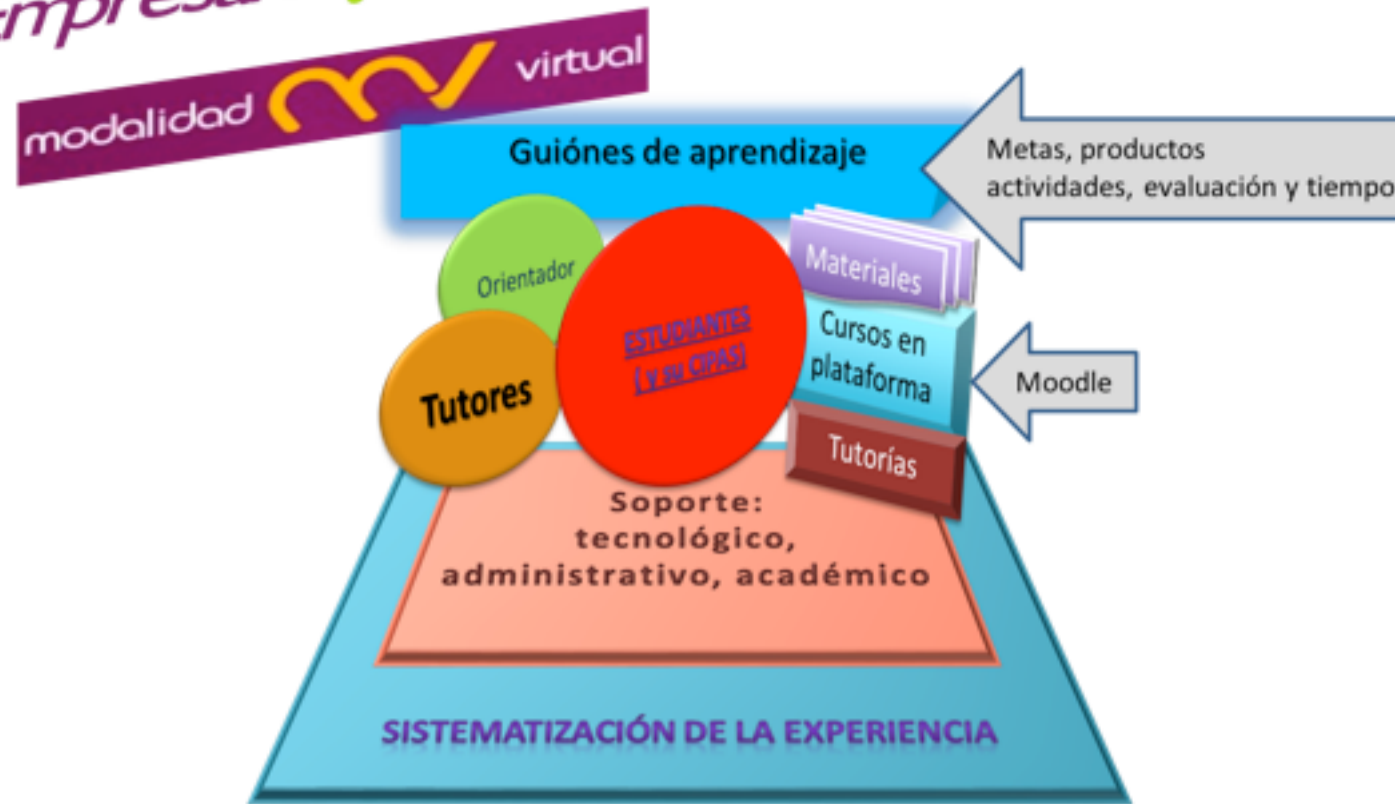 modalidad virtual
Guiónes de aprendizaje
Metas, productos
actividades, evaluación y tiempo
Orientador
Materiales
ESTUDIANTES
( y su CIPAS)
Cursos en
plataforma
Moodle
Tutores
Tutorías
Soporte:
tecnológico,
administrativo, académico
SISTEMATIZACIÓN DE LA EXPERIENCIA